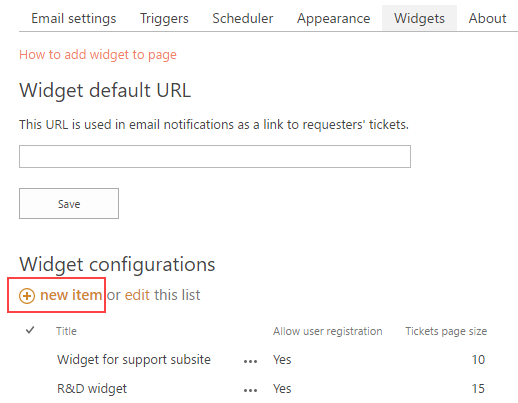 Email settings Triggers Scheduler Appearance Widgets About
How to add widget to page
Widget default URL
This URL is used in email notifications as a link to requesters' tickets.
Save
Widget configurations
new item or edit this list
Title Allow user registration Tickets page size
Widget for support subsite ... Yes 10
R&D widget ... Yes 15